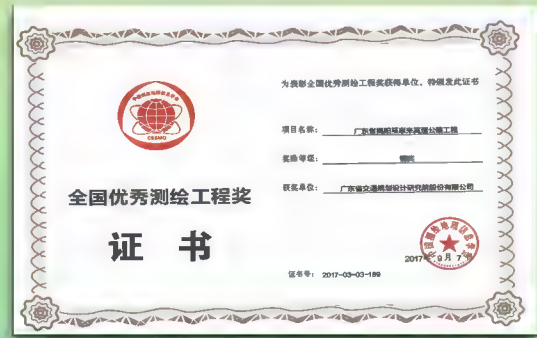 CSSMG
全国优秀测绘工程奖
证 书
为表彰全国优秀测绘工程奖获得单位，特颁发此证书
项目名称： 广东省揭阳至惠来高速公路工程
奖励等级： 铜奖
获奖单位： 广东省交通规划设计研究院股份有限公司
2017年 9月 7
证书号： 2017-03-03-189